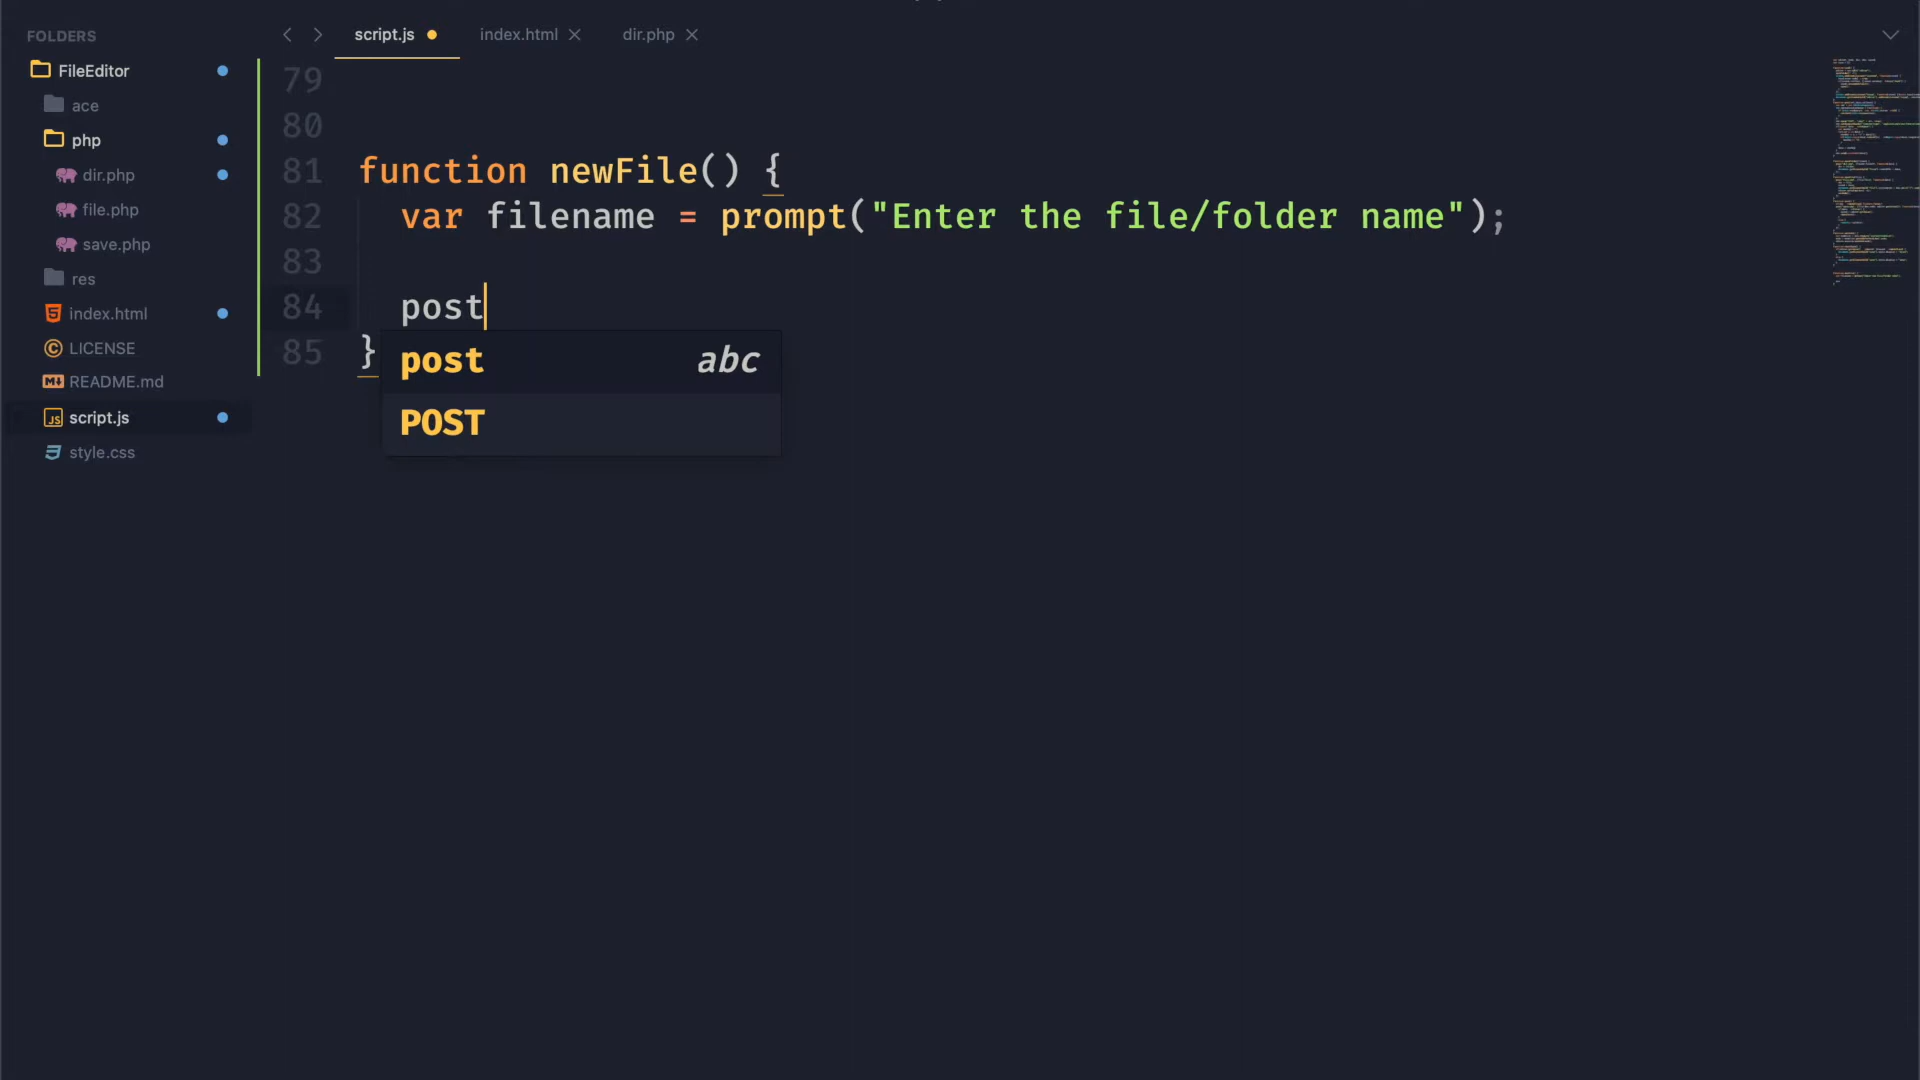 FOLDERS
FileEditor
ace
php
dir.php
file.php
save.php
res
index.html
LICENSE
README.md
script.js
style.css
script.js
index.html
dir.php
79
80
81 function newFile() {
82 var filename = prompt("Enter the file/folder name");
83
84 post
85 }
post abc
POST